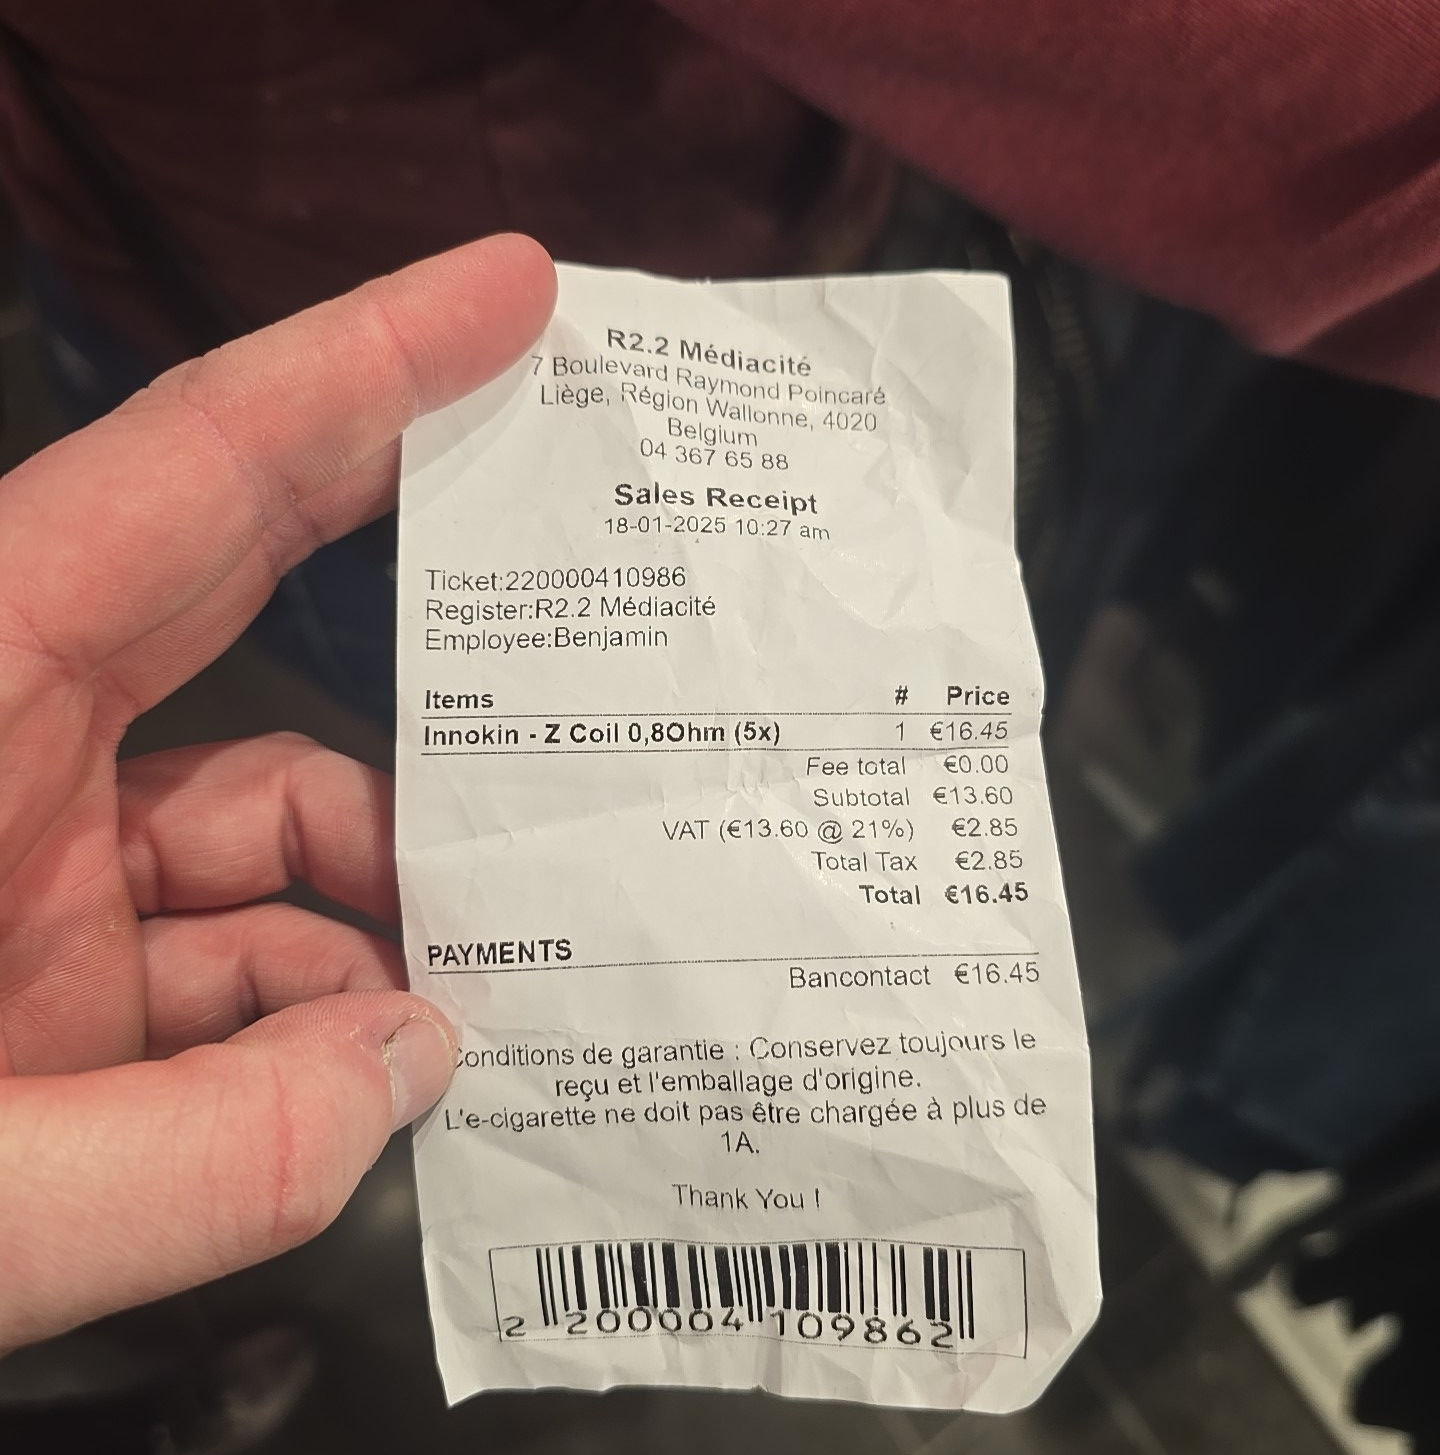 R2.2 Médiacité
7 Boulevard Raymond Poincaré
Liège, Région Wallonne, 4020
Belgium
04 367 65 88
Sales Receipt
18-01-2025 10:27 am
Ticket:220000410986
Register:R2.2 Médiacité
Employee:Benjamin
Items # Price
Innokin - Z Coil 0,8Ohm (5x) 1 €16.45
Fee total €0.00
Subtotal €13.60
VAT (€13.60 @ 21%) €2.85
Total Tax €2.85
Total €16.45
PAYMENTS
Bancontact €16.45
Conditions de garantie : Conservez toujours le
reçu et l'emballage d'origine.
L'e-cigarette ne doit pas être chargée à plus de
1A.
Thank You !
2 200004 109862